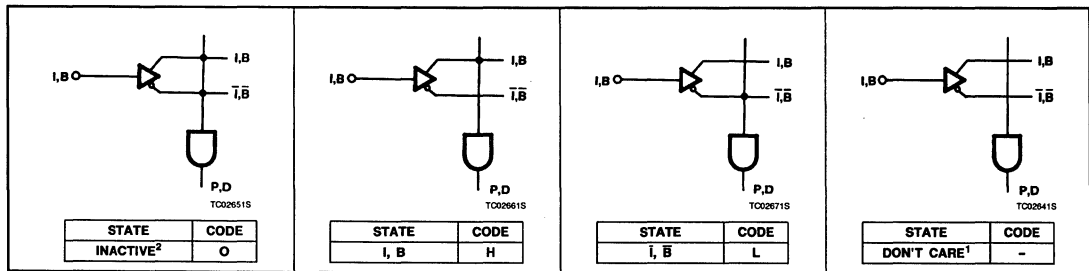 I,B
I,B
I̅,B̅
P,D
TC02651S
STATE CODE
INACTIVE² O
I,B
I,B
I̅,B̅
P,D
TC02661S
STATE CODE
I, B H
I,B
I,B
I̅,B̅
P,D
TC02671S
STATE CODE
I̅, B̅ L
I,B
I,B
I̅,B̅
P,D
TC02641S
STATE CODE
DON'T CARE¹ –